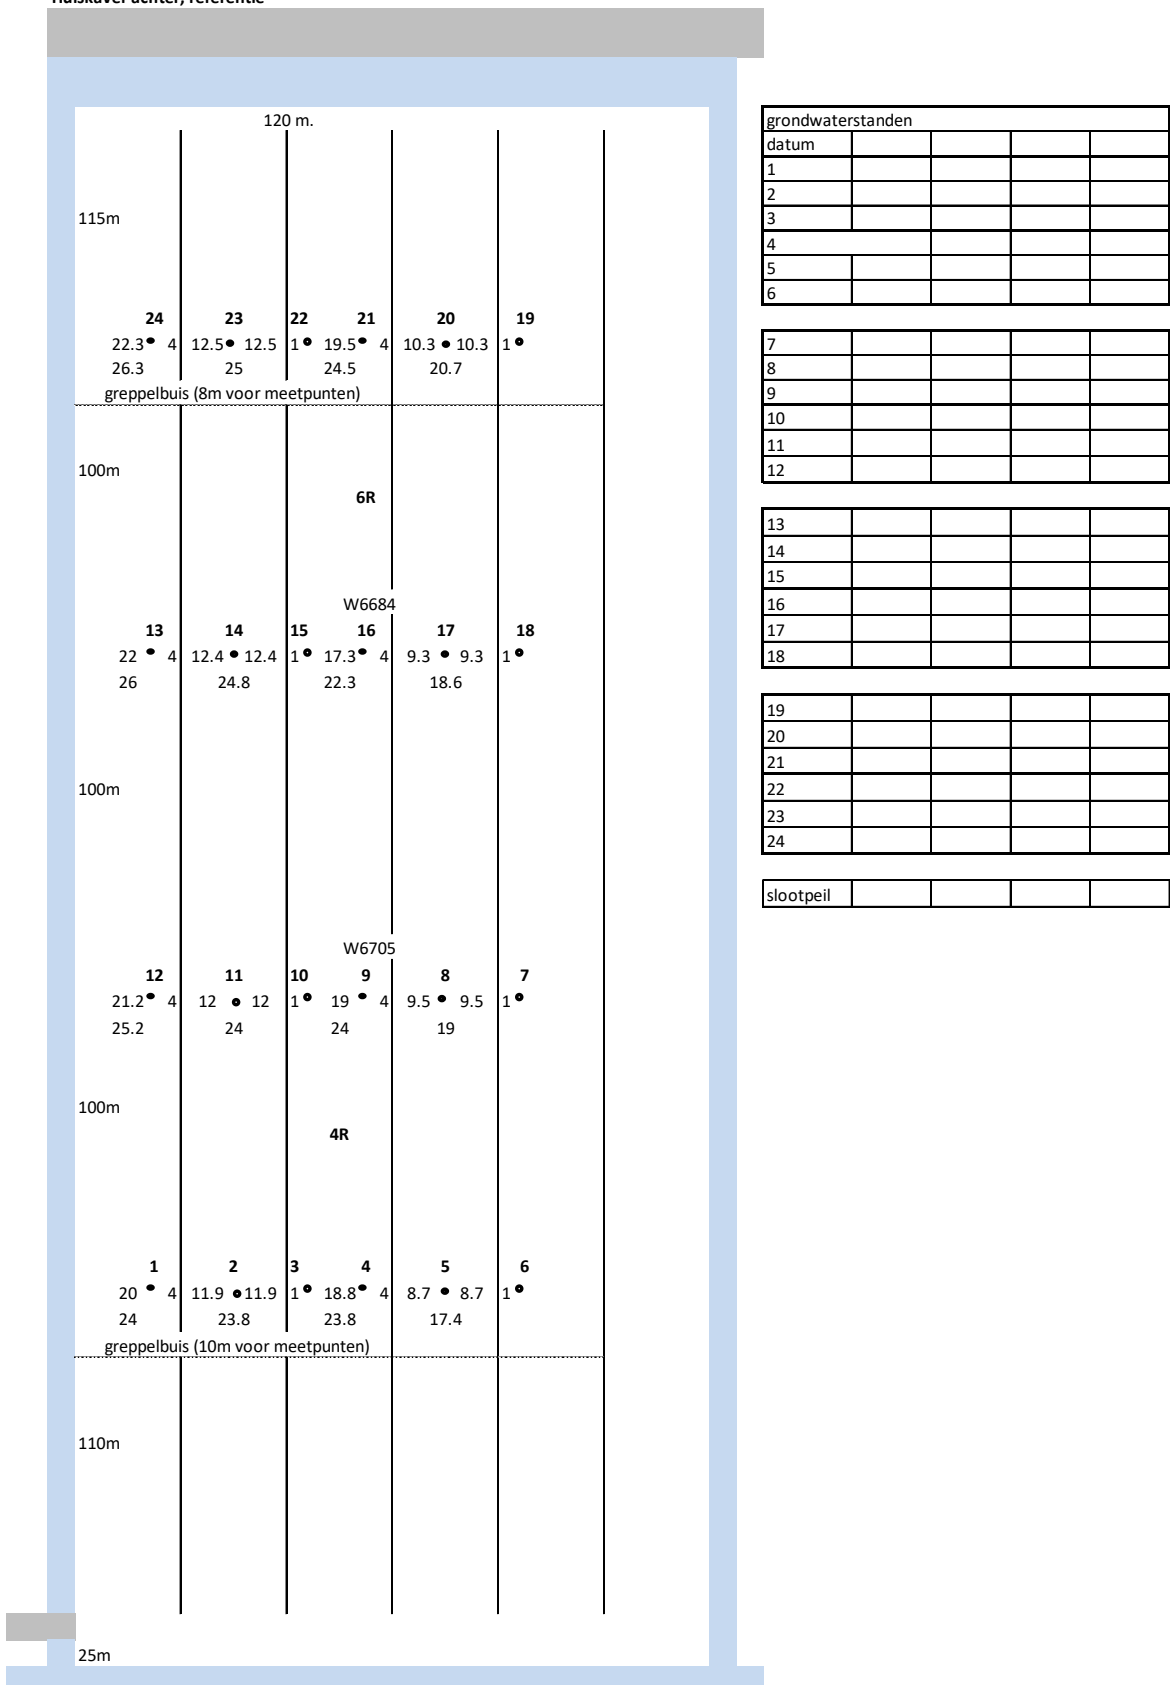 Huiskavel achter, referentie
120 m.
115m
24 23 22 21 20 19
22.3 4 12.5 12.5 1 19.5 4 10.3 10.3 1
26.3 25 24.5 20.7
greppelbuis (8m voor meetpunten)
100m
6R
W6684
13 14 15 16 17 18
22 4 12.4 12.4 1 17.3 4 9.3 9.3 1
26 24.8 22.3 18.6
100m
W6705
12 11 10 9 8 7
21.2 4 12 12 1 19 4 9.5 9.5 1
25.2 24 24 19
100m
4R
1 2 3 4 5 6
20 4 11.9 11.9 1 18.8 4 8.7 8.7 1
24 23.8 23.8 17.4
greppelbuis (10m voor meetpunten)
110m
25m
grondwaterstanden
datum
1
2
3
4
5
6
7
8
9
10
11
12
13
14
15
16
17
18
19
20
21
22
23
24
slootpeil